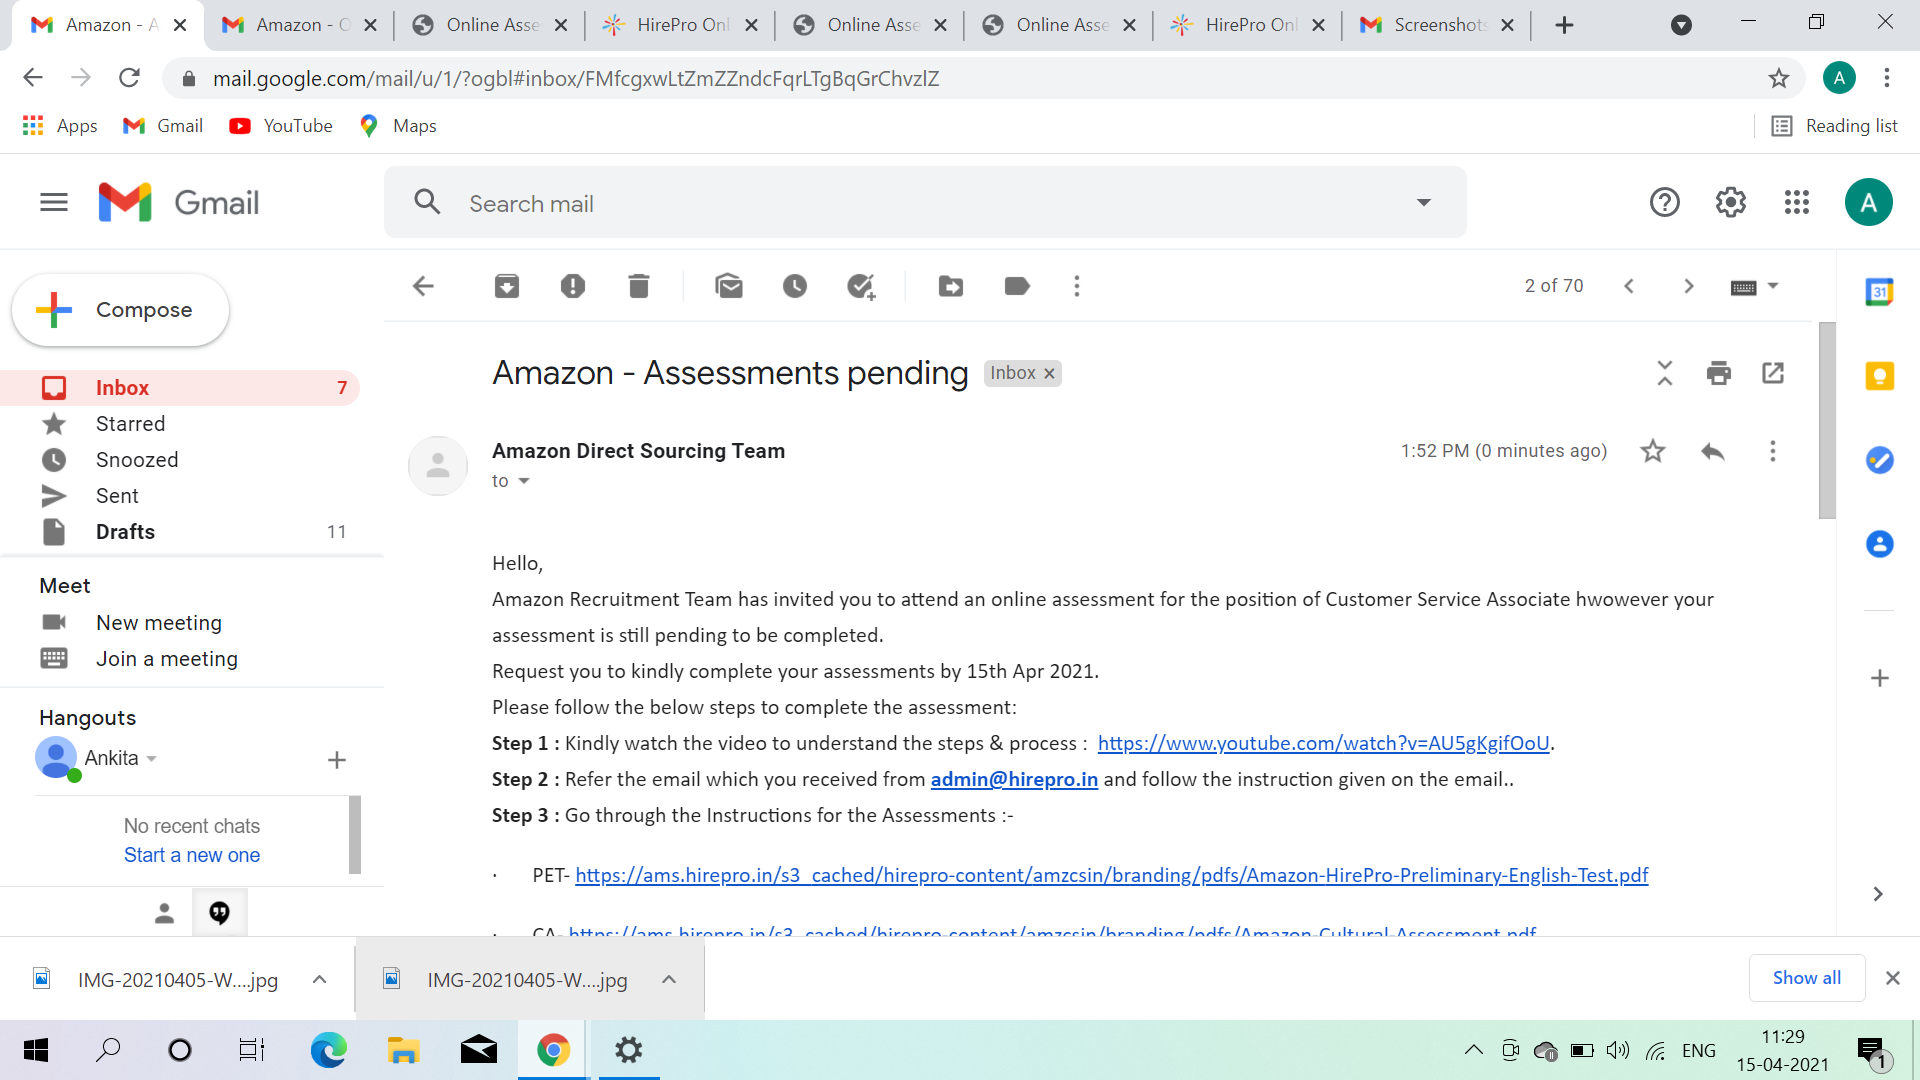 Amazon - A
Amazon - O
Online Asse
HirePro Onl
Online Asse
Online Asse
HirePro Onl
Screenshots
mail.google.com/mail/u/1/?ogbl#inbox/FMfcgxwLtZmZZndcFqrLTgBqGrChvzlZ
A
Apps
Gmail
YouTube
Maps
Reading list
Gmail
Search mail
A
Compose
2 of 70
31
Inbox 7
Starred
Snoozed
Sent
Drafts 11
Meet
New meeting
Join a meeting
Hangouts
Ankita
No recent chats
Start a new one
Amazon - Assessments pending Inbox x
Amazon Direct Sourcing Team
1:52 PM (0 minutes ago)
to
Hello,
Amazon Recruitment Team has invited you to attend an online assessment for the position of Customer Service Associate hwowever your
assessment is still pending to be completed.
Request you to kindly complete your assessments by 15th Apr 2021.
Please follow the below steps to complete the assessment:
Step 1 : Kindly watch the video to understand the steps & process : https://www.youtube.com/watch?v=AU5gKgifOoU.
Step 2 : Refer the email which you received from admin@hirepro.in and follow the instruction given on the email..
Step 3 : Go through the Instructions for the Assessments :-
· PET- https://ams.hirepro.in/s3_cached/hirepro-content/amzcsin/branding/pdfs/Amazon-HirePro-Preliminary-English-Test.pdf
· CA- https://ams.hirepro.in/s3_cached/hirepro-content/amzcsin/branding/pdfs/Amazon-Cultural-Assessment.pdf
IMG-20210405-W....jpg
IMG-20210405-W....jpg
Show all
ENG
11:29
15-04-2021
1